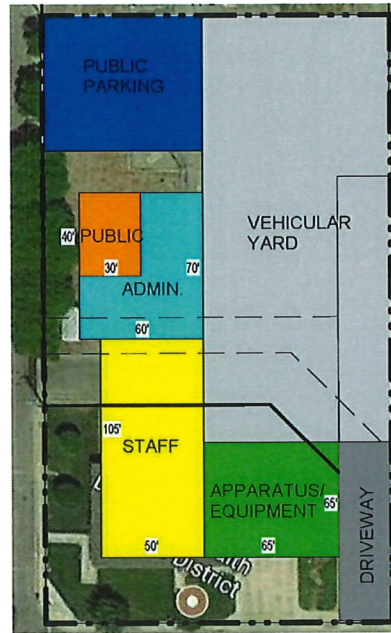 PUBLIC
PARKING
40'
PUBLIC
30'
70'
VEHICULAR
YARD
ADMIN.
60'
105'
STAFF
APPARATUS/
EQUIPMENT
65'
50'
65'
District
DRIVEWAY